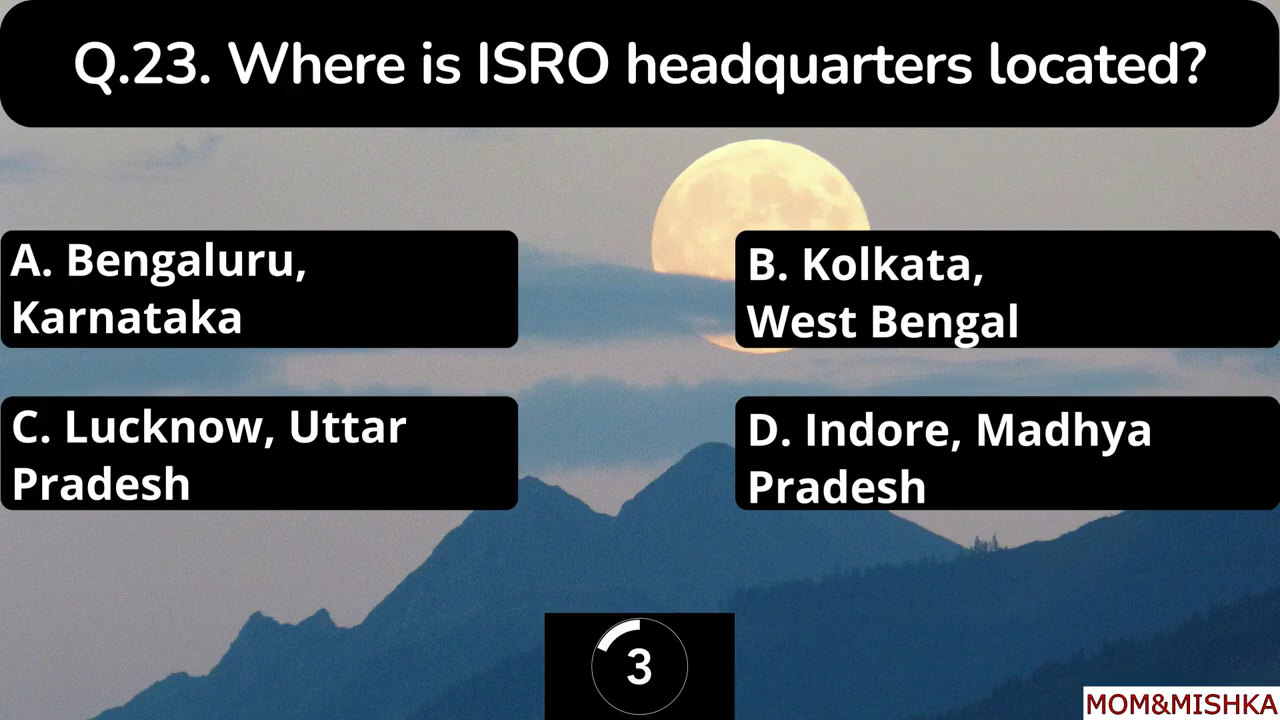 Q.23. Where is ISRO headquarters located?
A. Bengaluru,
Karnataka
B. Kolkata,
West Bengal
C. Lucknow, Uttar
Pradesh
D. Indore, Madhya
Pradesh
3
MOM&MISHKA